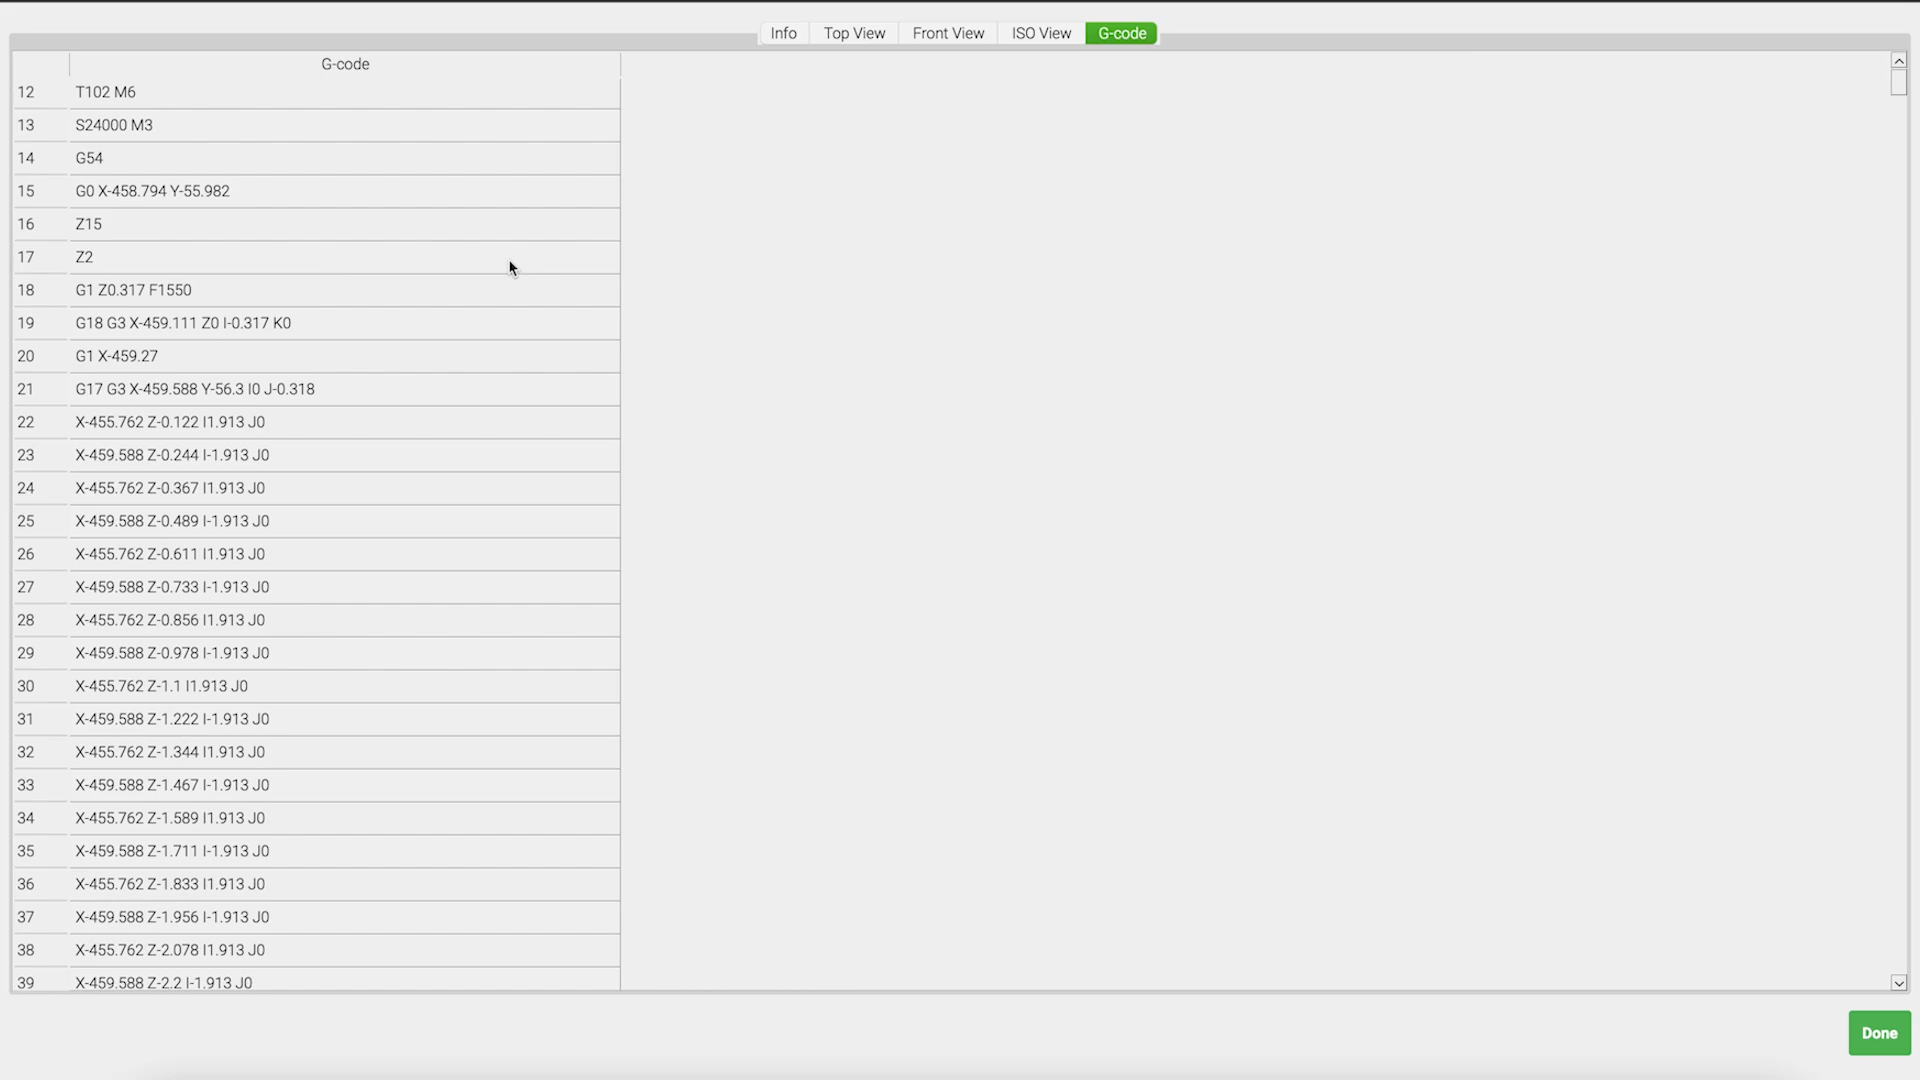 Info
Top View
Front View
ISO View
G-code
G-code
12 T102 M6
13 S24000 M3
14 G54
15 G0 X-458.794 Y-55.982
16 Z15
17 Z2
18 G1 Z0.317 F1550
19 G18 G3 X-459.111 Z0 I-0.317 K0
20 G1 X-459.27
21 G17 G3 X-459.588 Y-56.3 I0 J-0.318
22 X-455.762 Z-0.122 I1.913 J0
23 X-459.588 Z-0.244 I-1.913 J0
24 X-455.762 Z-0.367 I1.913 J0
25 X-459.588 Z-0.489 I-1.913 J0
26 X-455.762 Z-0.611 I1.913 J0
27 X-459.588 Z-0.733 I-1.913 J0
28 X-455.762 Z-0.856 I1.913 J0
29 X-459.588 Z-0.978 I-1.913 J0
30 X-455.762 Z-1.1 I1.913 J0
31 X-459.588 Z-1.222 I-1.913 J0
32 X-455.762 Z-1.344 I1.913 J0
33 X-459.588 Z-1.467 I-1.913 J0
34 X-455.762 Z-1.589 I1.913 J0
35 X-459.588 Z-1.711 I-1.913 J0
36 X-455.762 Z-1.833 I1.913 J0
37 X-459.588 Z-1.956 I-1.913 J0
38 X-455.762 Z-2.078 I1.913 J0
39 X-459.588 Z-2.2 I-1.913 J0
Done